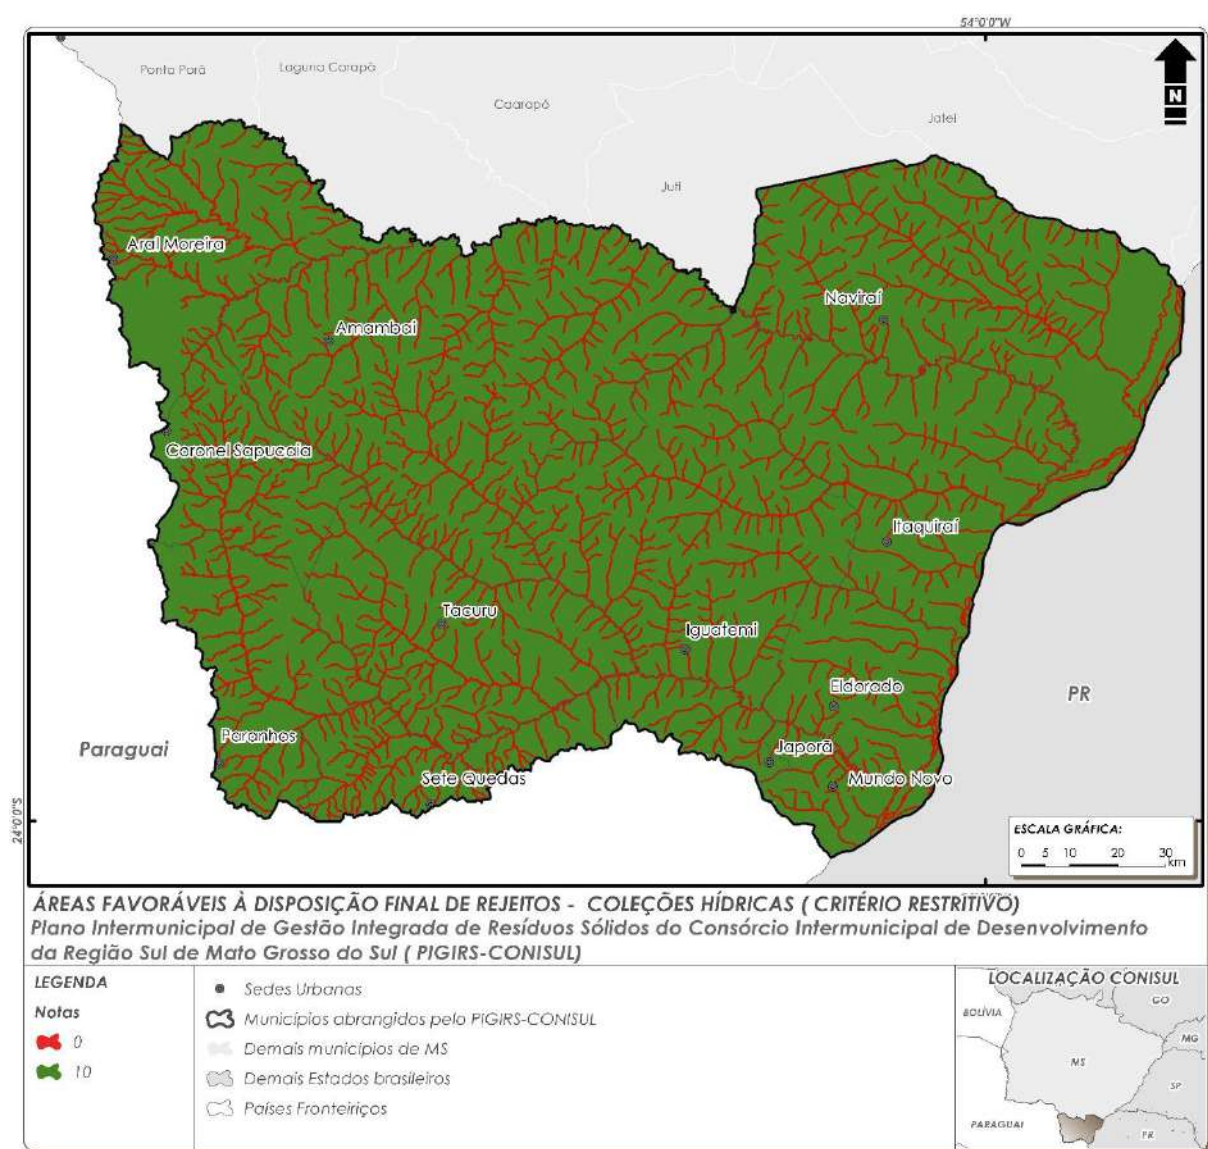 54°0'0"W
Ponta Porã
Laguna Carapã
Caarapó
Jateí
Juti
N
Aral Moreira
Naviraí
Amambai
Coronel Sapucaia
Itaquiraí
Tacuru
Iguatemi
Eldorado
PR
Paranhos
Paraguai
Japorã
Sete Quedas
Mundo Novo
24°0'0"S
ESCALA GRÁFICA:
0 5 10 20 30
km
ÁREAS FAVORÁVEIS À DISPOSIÇÃO FINAL DE REJEITOS - COLEÇÕES HÍDRICAS ( CRITÉRIO RESTRITIVO)
Plano Intermunicipal de Gestão Integrada de Resíduos Sólidos do Consórcio Intermunicipal de Desenvolvimento
da Região Sul de Mato Grosso do Sul ( PIGIRS-CONISUL)
LEGENDA
Notas
0
10
Sedes Urbanas
Municípios abrangidos pelo PIGIRS-CONISUL
Demais municípios de MS
Demais Estados brasileiros
Países Fronteiriços
LOCALIZAÇÃO CONISUL
GO
BOLÍVIA
MG
MS
SP
PARAGUAI
PR